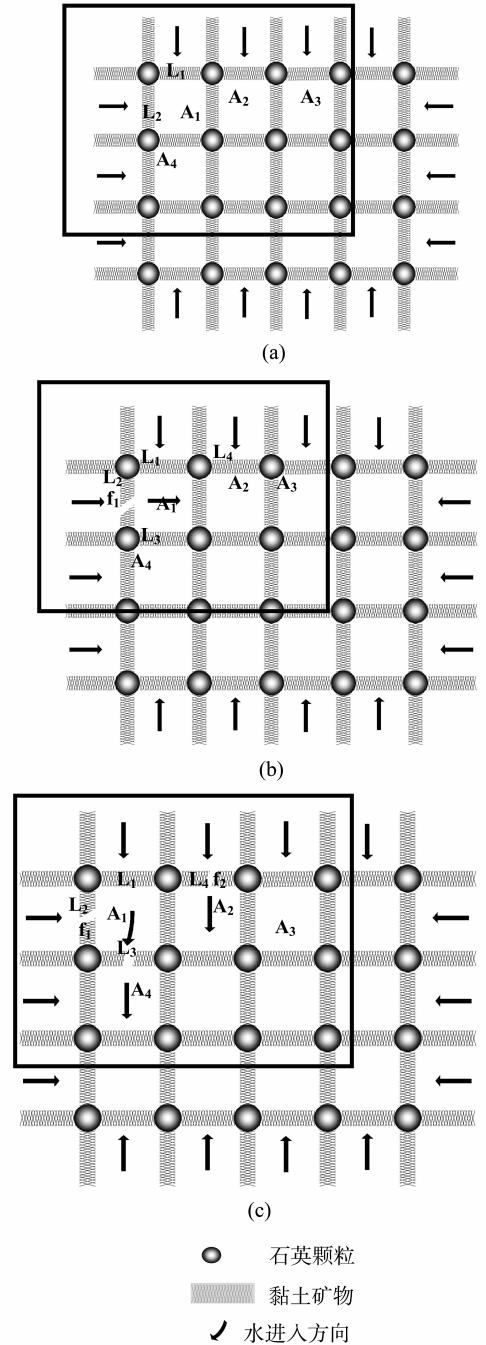 L₁
A₂ A₃
L₂ A₁
A₄
(a)
L₁ L₄
L₂ A₂ A₃
f₁ A₁
L₃
A₄
(b)
L₁ L₄ f₂
L₂ A₁ A₂
f₁ A₃
L₃
A₄
(c)
石英颗粒
黏土矿物
水进入方向